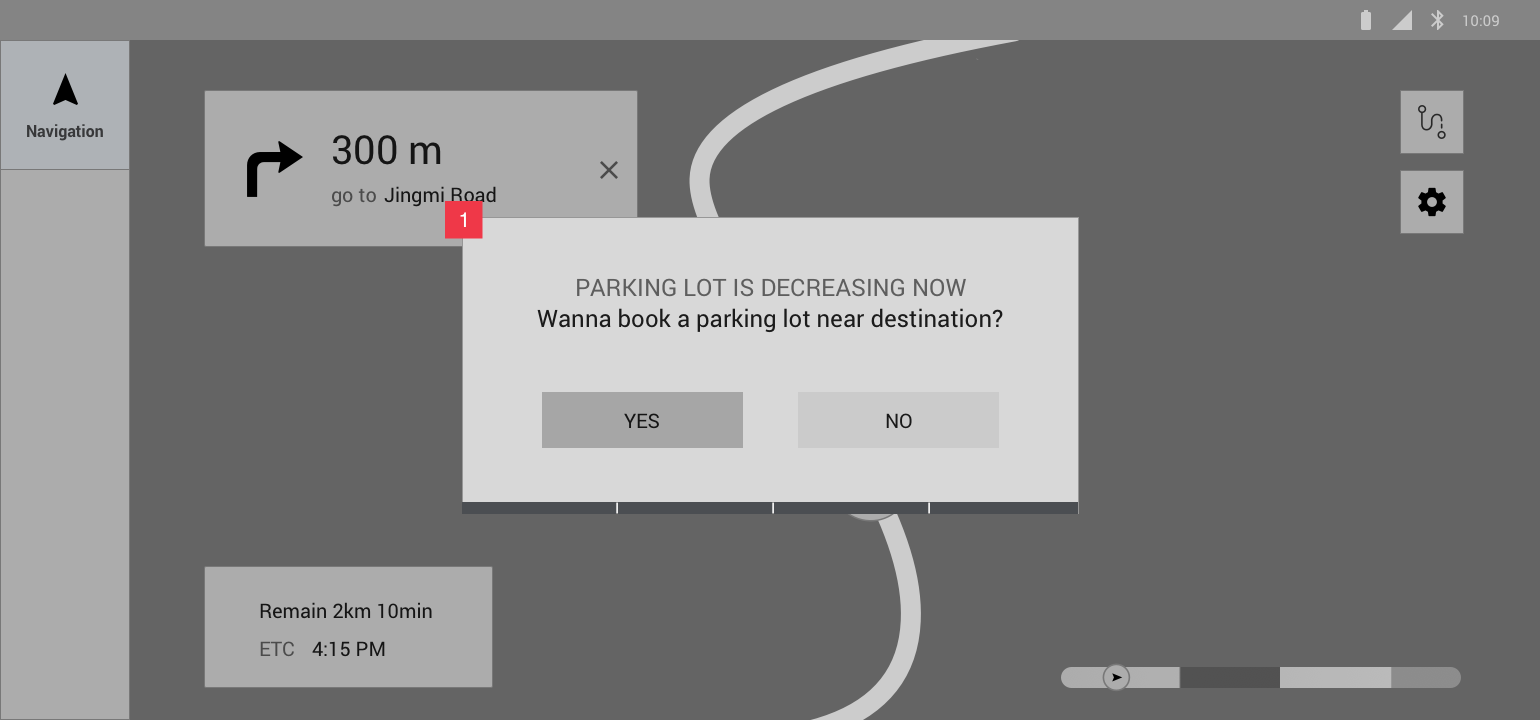 10:09
Navigation
300 m
go to Jingmi Road
1
PARKING LOT IS DECREASING NOW
Wanna book a parking lot near destination?
YES
NO
Remain 2km 10min
ETC 4:15 PM